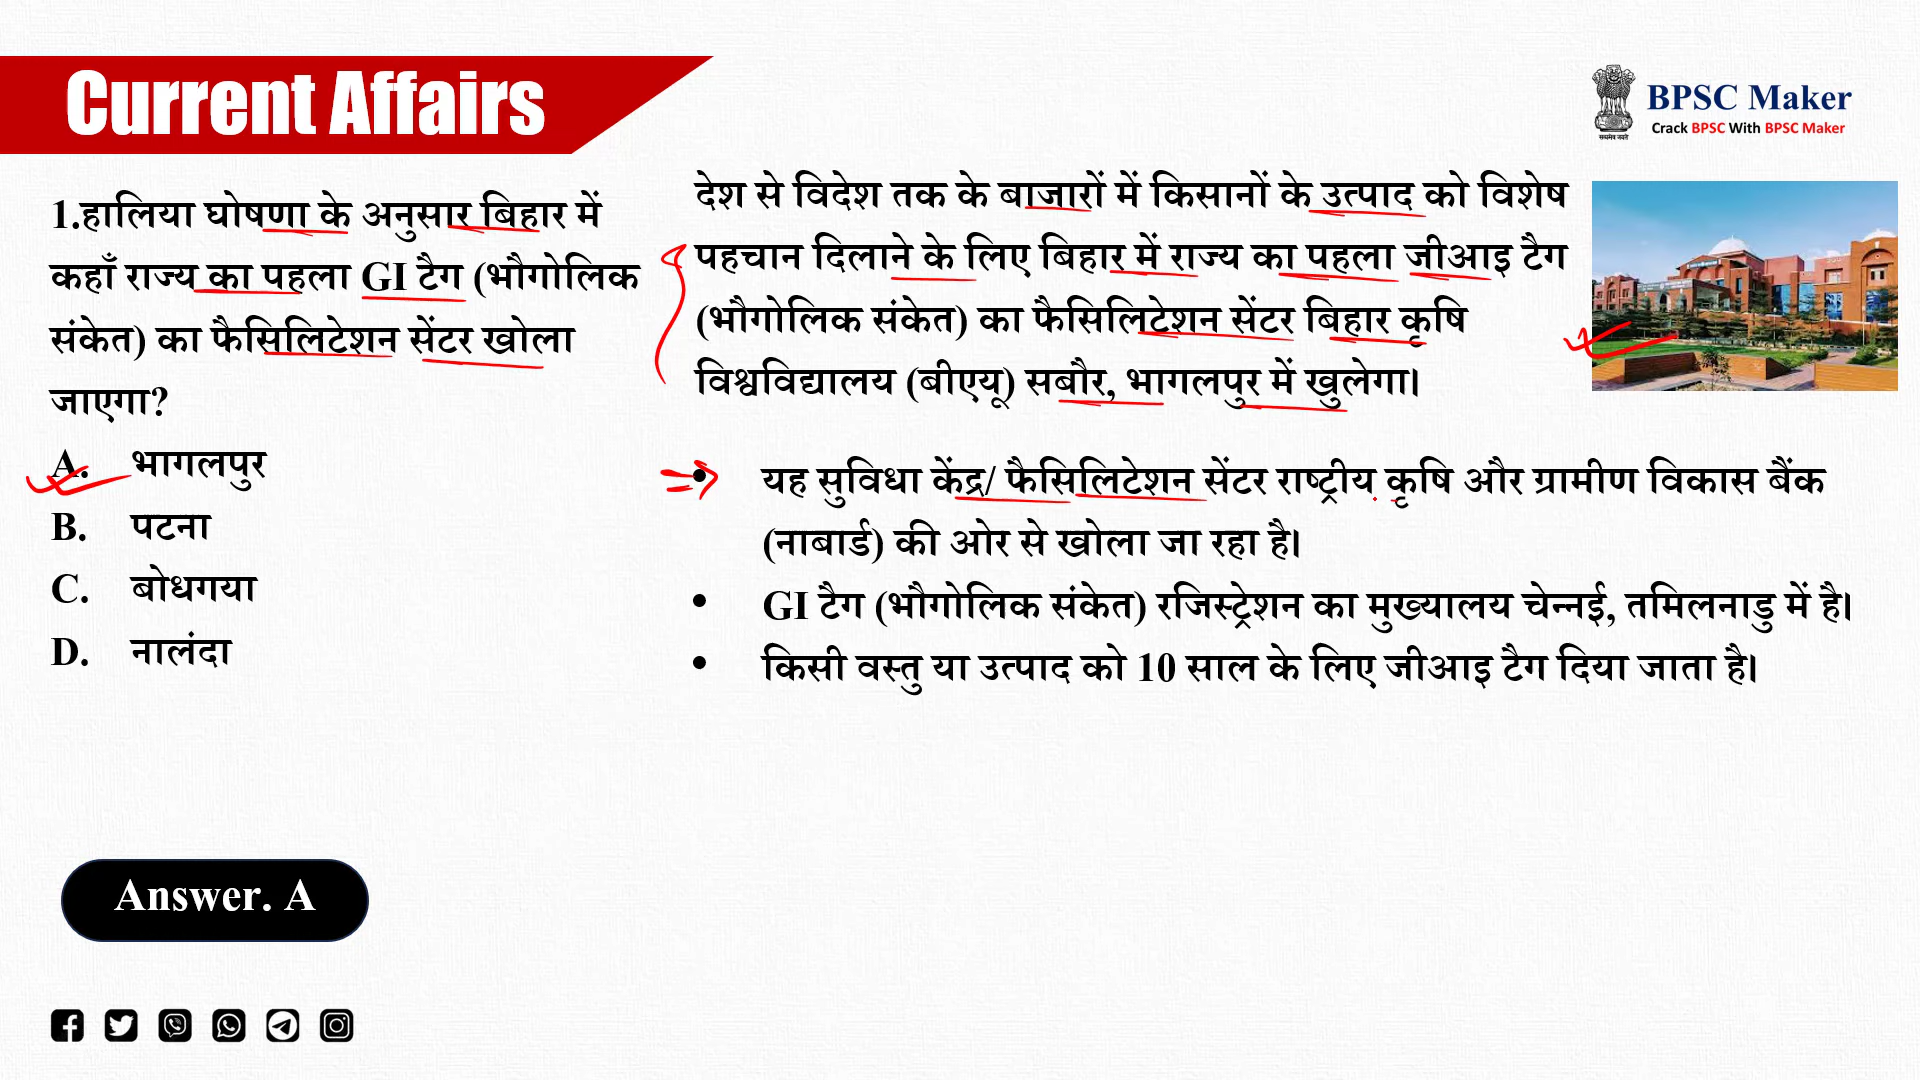 Current Affairs
BPSC Maker
Crack BPSC With BPSC Maker
1.हालिया घोषणा के अनुसार बिहार में
कहाँ राज्य का पहला GI टैग (भौगोलिक
संकेत) का फैसिलिटेशन सेंटर खोला
जाएगा?
A. भागलपुर
B. पटना
C. बोधगया
D. नालंदा
Answer. A
देश से विदेश तक के बाजारों में किसानों के उत्पाद को विशेष
पहचान दिलाने के लिए बिहार में राज्य का पहला जीआइ टैग
(भौगोलिक संकेत) का फैसिलिटेशन सेंटर बिहार कृषि
विश्वविद्यालय (बीएयू) सबौर, भागलपुर में खुलेगा।
• यह सुविधा केंद्र/ फैसिलिटेशन सेंटर राष्ट्रीय कृषि और ग्रामीण विकास बैंक
(नाबार्ड) की ओर से खोला जा रहा है।
• GI टैग (भौगोलिक संकेत) रजिस्ट्रेशन का मुख्यालय चेन्नई, तमिलनाडु में है।
• किसी वस्तु या उत्पाद को 10 साल के लिए जीआइ टैग दिया जाता है।